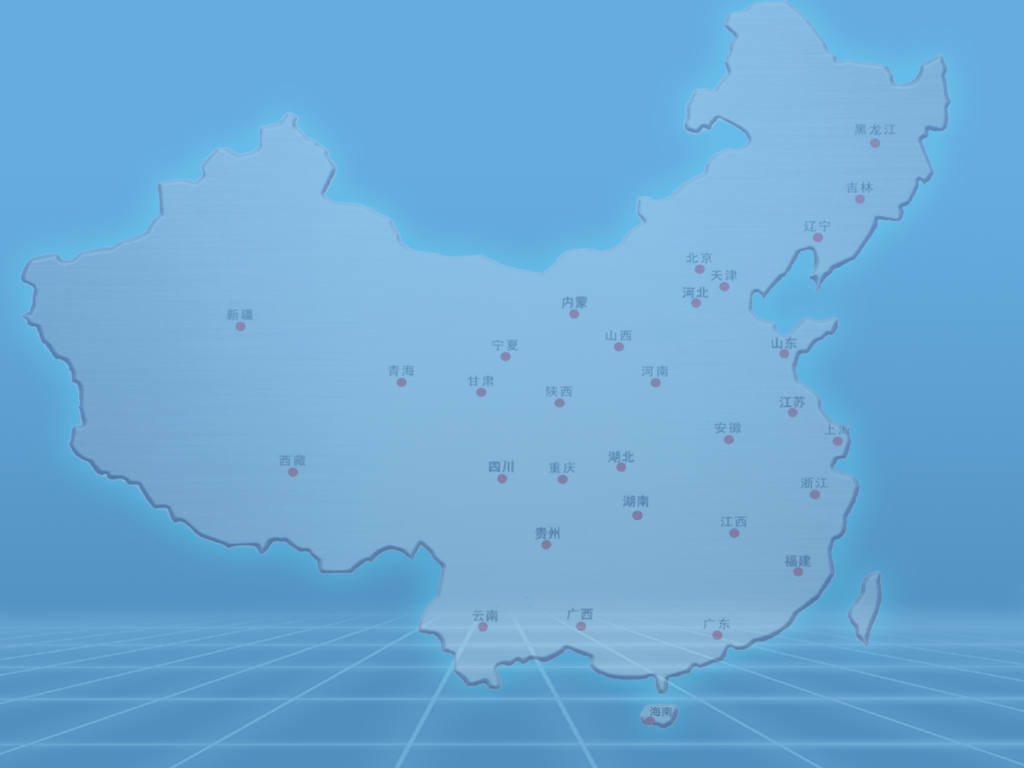 黑龙江
吉林
辽宁
北京
天津
河北
内蒙
新疆
山西
山东
宁夏
河南
青海
甘肃
陕西
江苏
安徽
上海
湖北
西藏
四川
重庆
浙江
湖南
江西
贵州
福建
云南
广西
广东
海南